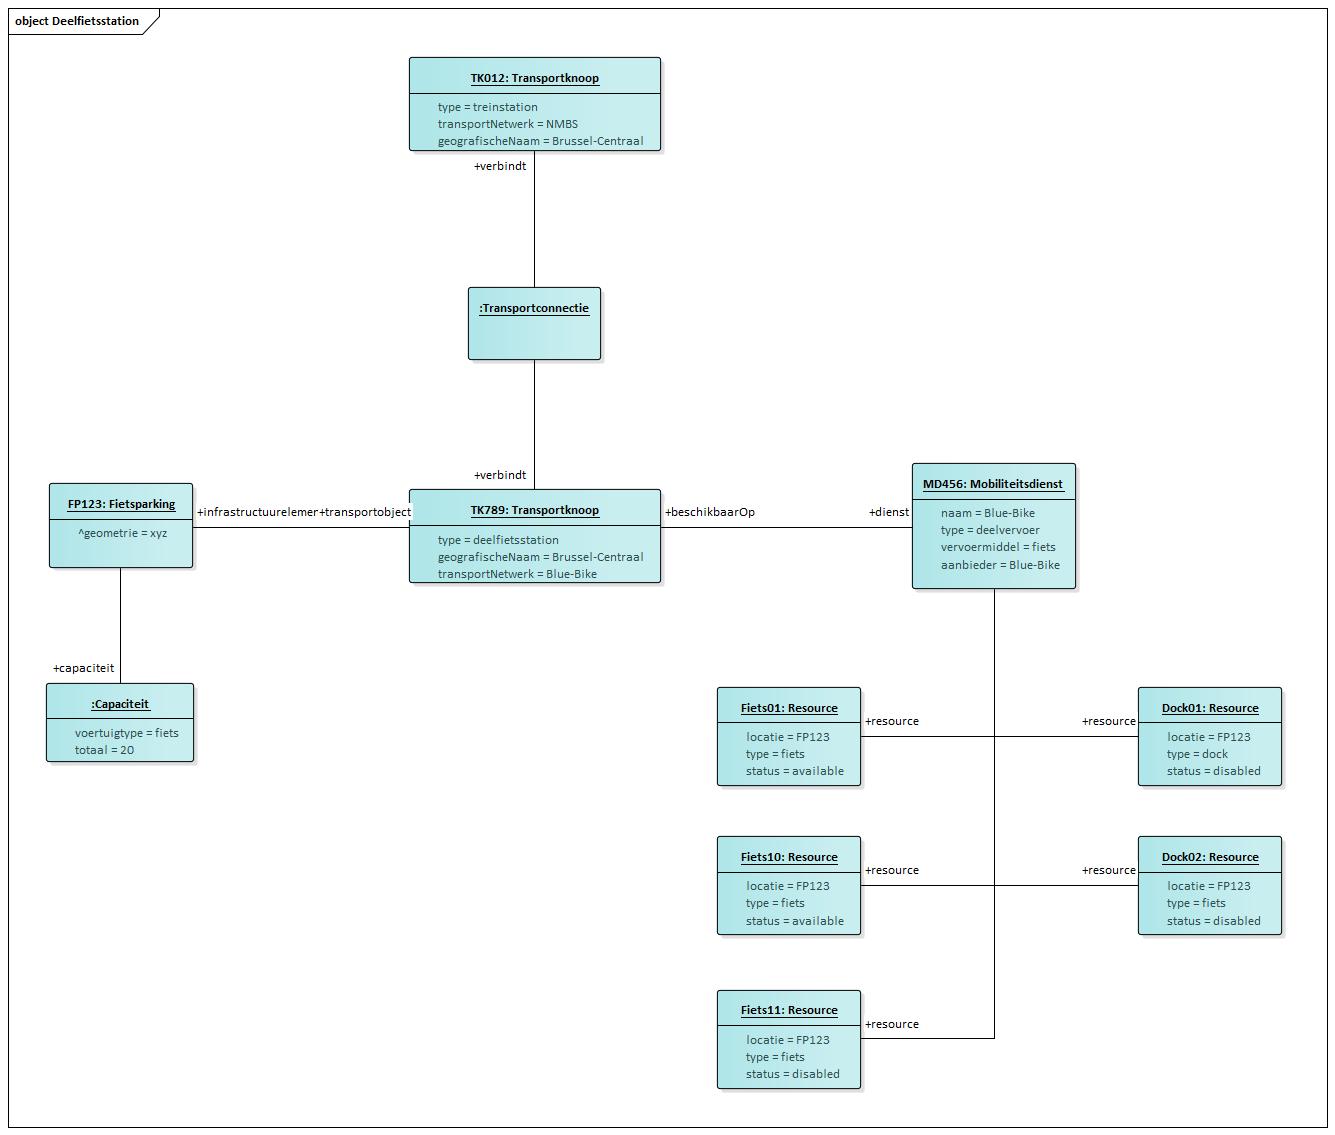 object Deelfietsstation
TK012: Transportknoop
type = treinstation
transportNetwerk = NMBS
geografischeNaam = Brussel-Centraal
+verbindt
:Transportconnectie
+verbindt
FP123: Fietsparking
^geometrie = xyz
+infrastructuurelemer+transportobject
TK789: Transportknoop
type = deelfietsstation
geografischeNaam = Brussel-Centraal
transportNetwerk = Blue-Bike
+beschikbaarOp
+dienst
MD456: Mobiliteitsdienst
naam = Blue-Bike
type = deelvervoer
vervoermiddel = fiets
aanbieder = Blue-Bike
+capaciteit
:Capaciteit
voertuigtype = fiets
totaal = 20
Fiets01: Resource
locatie = FP123
type = fiets
status = available
+resource
+resource
Dock01: Resource
locatie = FP123
type = dock
status = disabled
Fiets10: Resource
locatie = FP123
type = fiets
status = available
+resource
+resource
Dock02: Resource
locatie = FP123
type = fiets
status = disabled
Fiets11: Resource
locatie = FP123
type = fiets
status = disabled
+resource